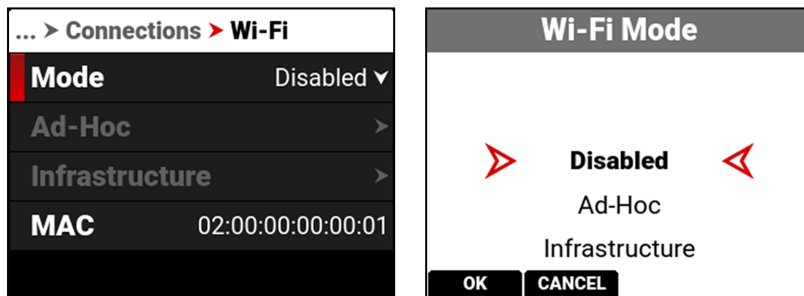 ... > Connections > Wi-Fi
Mode Disabled
Ad-Hoc >
Infrastructure >
MAC 02:00:00:00:00:01
Wi-Fi Mode
Disabled
Ad-Hoc
Infrastructure
OK CANCEL